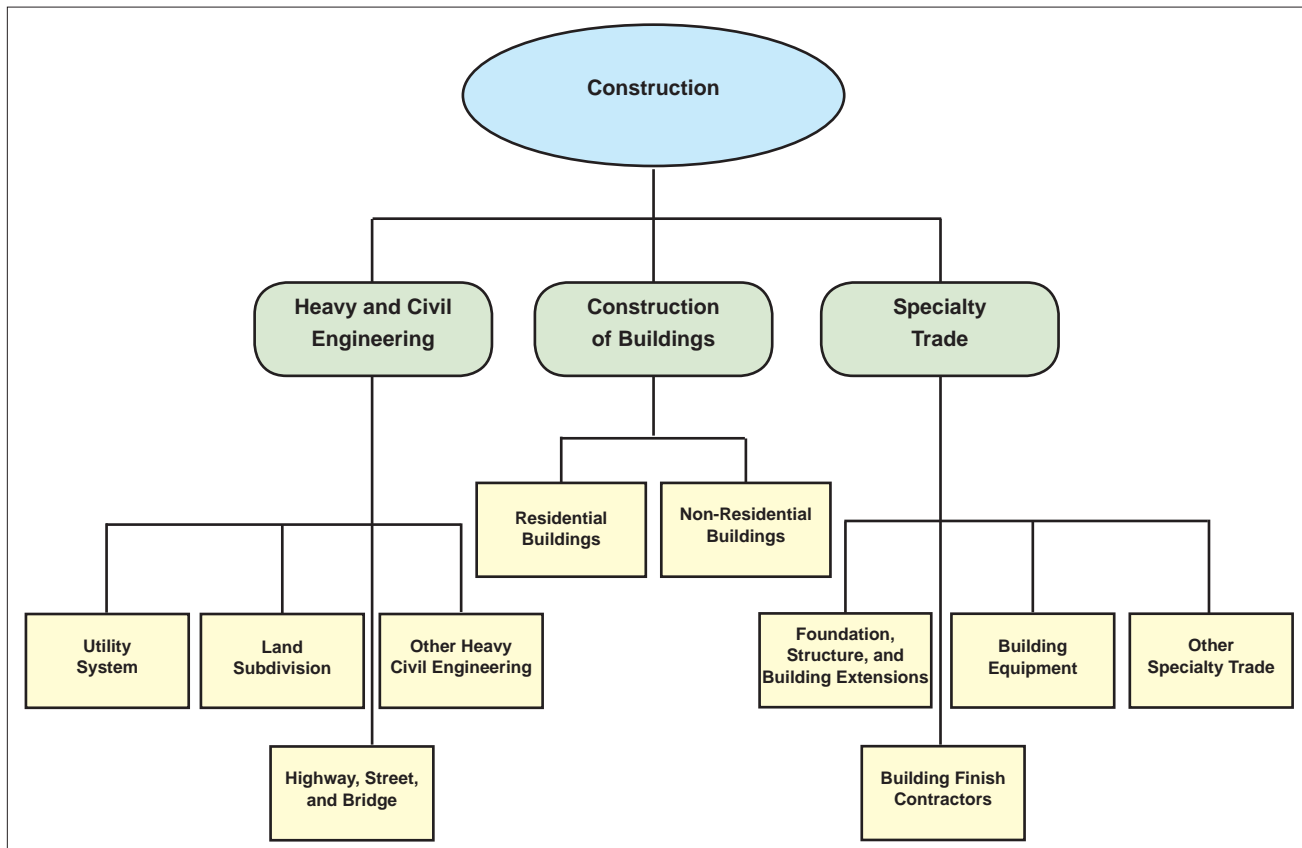 Construction
Heavy and Civil
Engineering
Construction
of Buildings
Specialty
Trade
Residential
Buildings
Non-Residential
Buildings
Utility
System
Land
Subdivision
Other Heavy
Civil Engineering
Foundation,
Structure, and
Building Extensions
Building
Equipment
Other
Specialty Trade
Highway, Street,
and Bridge
Building Finish
Contractors